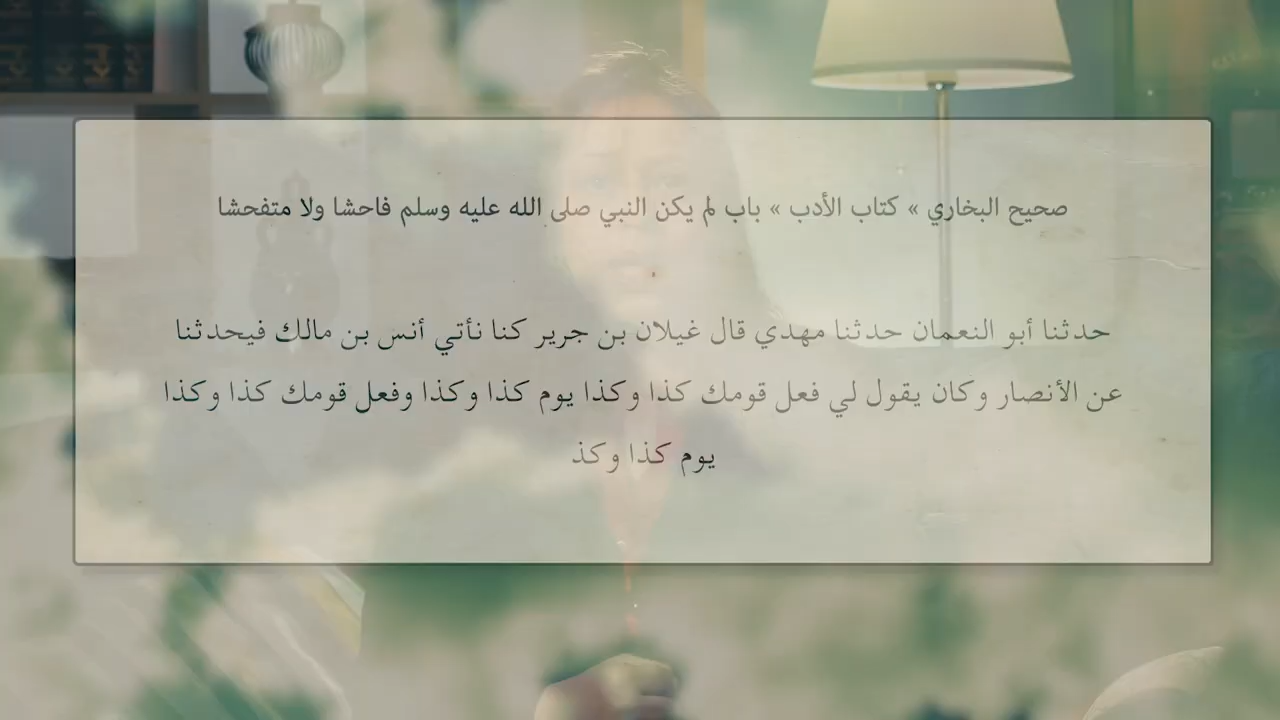 صحيح البخاري » كتاب الأدب » باب لم يكن النبي صلى الله عليه وسلم فاحشا ولا متفحشا
حدثنا أبو النعمان حدثنا مهدي قال غيلان بن جرير كنا نأتي أنس بن مالك فيحدثنا
عن الأنصار وكان يقول لي فعل قومك كذا وكذا يوم كذا وكذا وفعل قومك كذا وكذا
يوم كذا وكذ